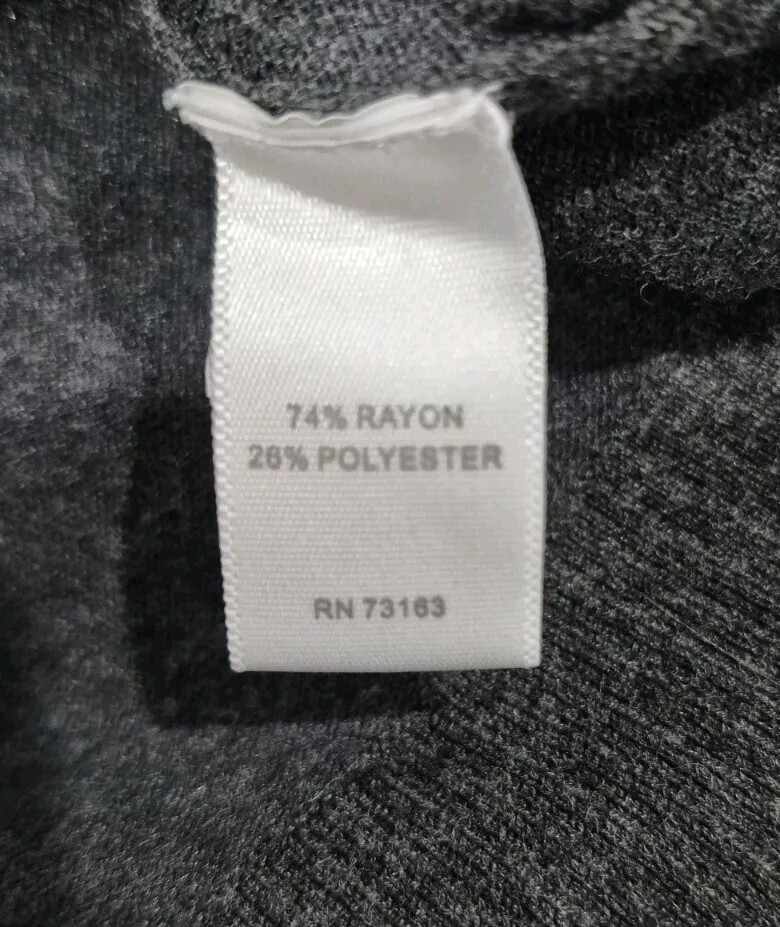 74% RAYON
26% POLYESTER
RN 73163